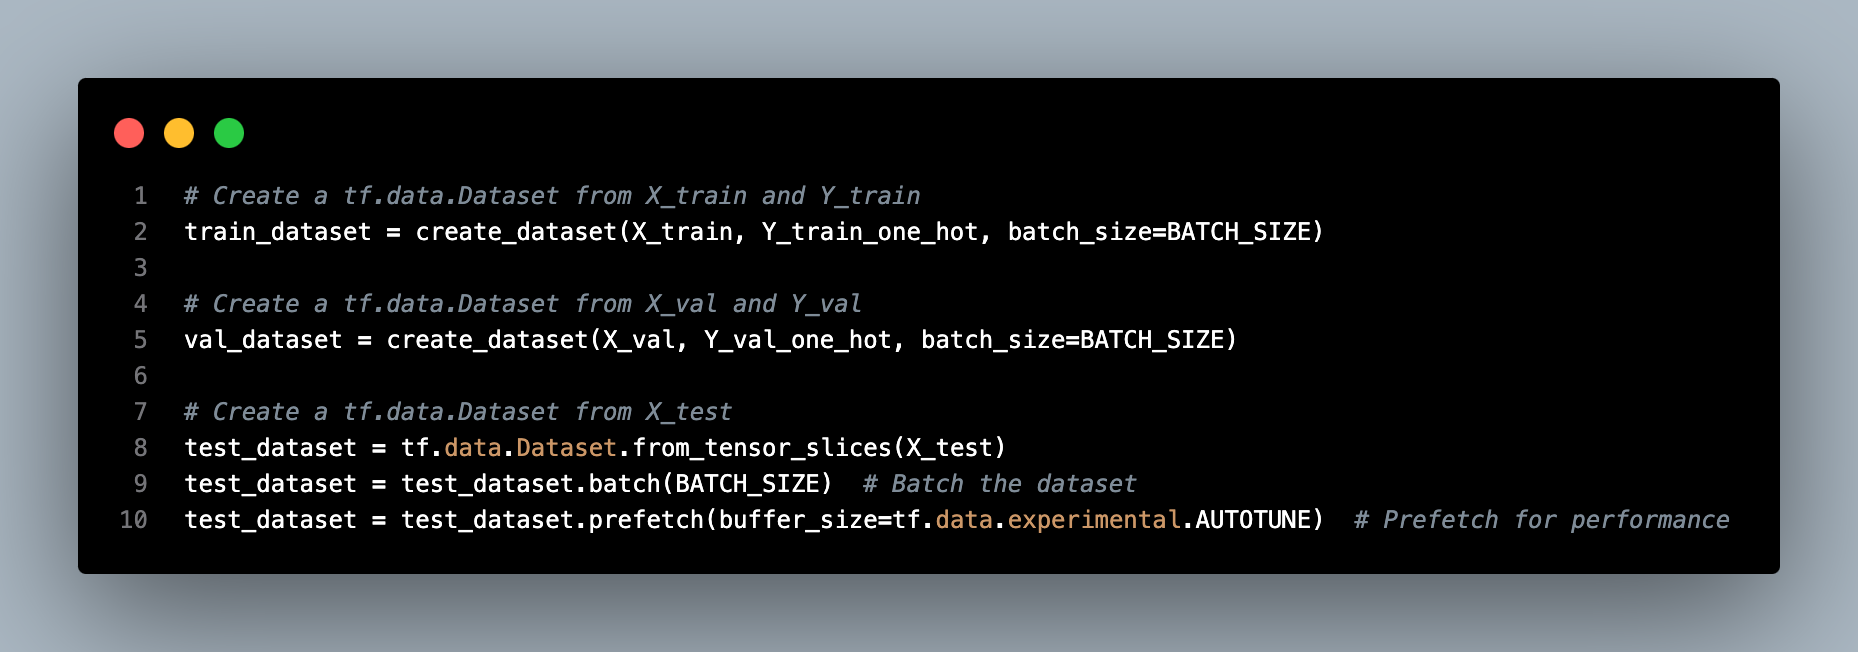 1 # Create a tf.data.Dataset from X_train and Y_train
2 train_dataset = create_dataset(X_train, Y_train_one_hot, batch_size=BATCH_SIZE)
3
4 # Create a tf.data.Dataset from X_val and Y_val
5 val_dataset = create_dataset(X_val, Y_val_one_hot, batch_size=BATCH_SIZE)
6
7 # Create a tf.data.Dataset from X_test
8 test_dataset = tf.data.Dataset.from_tensor_slices(X_test)
9 test_dataset = test_dataset.batch(BATCH_SIZE)  # Batch the dataset
10 test_dataset = test_dataset.prefetch(buffer_size=tf.data.experimental.AUTOTUNE)  # Prefetch for performance